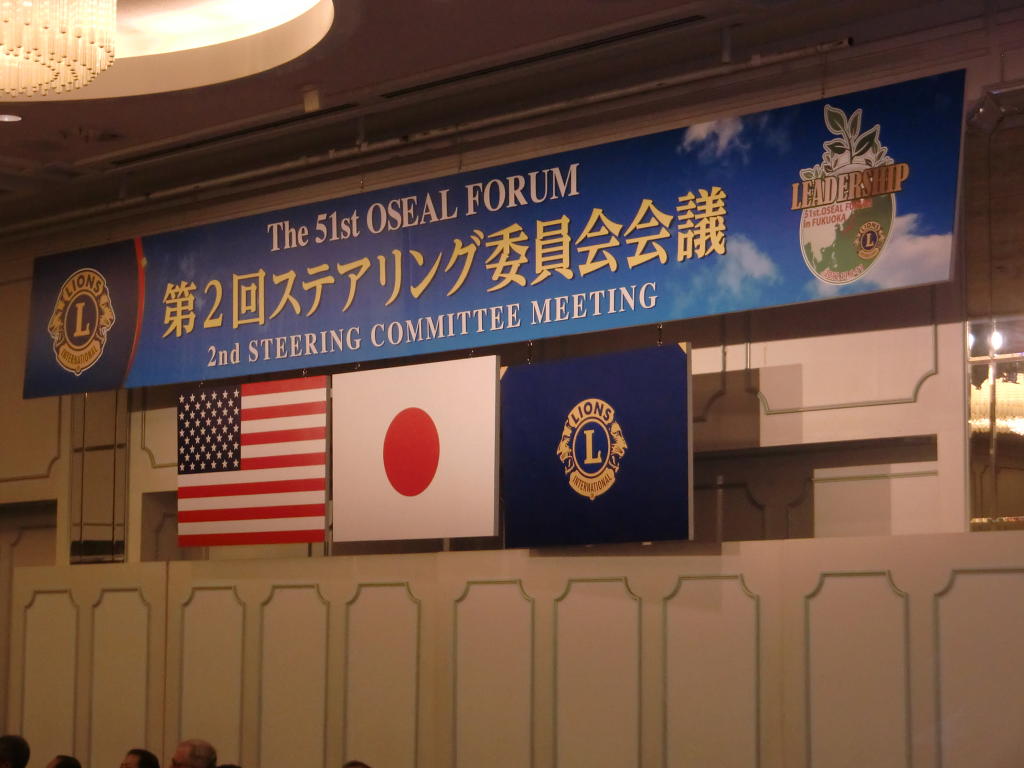 The 51st OSEAL FORUM
第2回ステアリング委員会会議
2nd STEERING COMMITTEE MEETING
LIONS
L
INTERNATIONAL
LEADERSHIP
51st. OSEAL FORUM
in FUKUOKA
LIONS
L
INTERNATIONAL